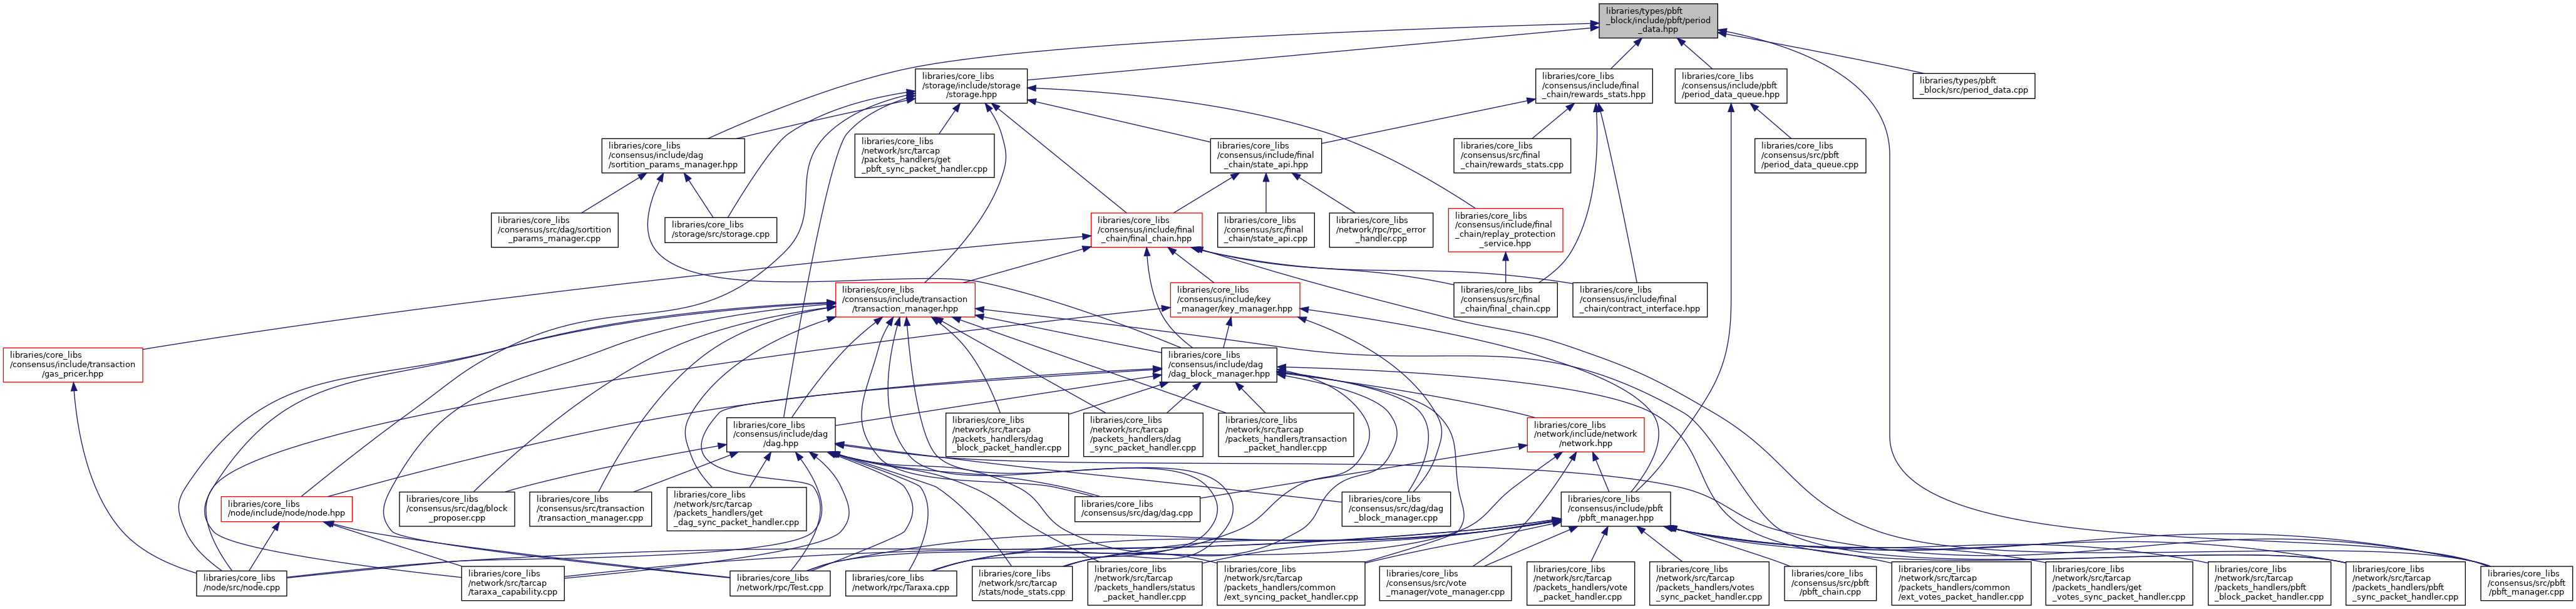 libraries/types/pbft
_block/include/pbft/period
_data.hpp
libraries/core_libs
/storage/include/storage
/storage.hpp
libraries/core_libs
/consensus/include/final
_chain/rewards_stats.hpp
libraries/core_libs
/consensus/include/pbft
/period_data_queue.hpp
libraries/types/pbft
_block/src/period_data.cpp
libraries/core_libs
/consensus/include/dag
/sortition_params_manager.hpp
libraries/core_libs
/network/src/tarcap
/packets_handlers/get
_pbft_sync_packet_handler.cpp
libraries/core_libs
/consensus/include/final
_chain/state_api.hpp
libraries/core_libs
/consensus/src/final
_chain/rewards_stats.cpp
libraries/core_libs
/consensus/src/pbft
/period_data_queue.cpp
libraries/core_libs
/consensus/src/dag/sortition
_params_manager.cpp
libraries/core_libs
/storage/src/storage.cpp
libraries/core_libs
/consensus/include/final
_chain/final_chain.hpp
libraries/core_libs
/consensus/src/final
_chain/state_api.cpp
libraries/core_libs
/network/rpc/rpc_error
_handler.cpp
libraries/core_libs
/consensus/include/final
_chain/replay_protection
_service.hpp
libraries/core_libs
/consensus/include/transaction
/transaction_manager.hpp
libraries/core_libs
/consensus/include/key
_manager/key_manager.hpp
libraries/core_libs
/consensus/src/final
_chain/final_chain.cpp
libraries/core_libs
/consensus/include/final
_chain/contract_interface.hpp
libraries/core_libs
/consensus/include/transaction
/gas_pricer.hpp
libraries/core_libs
/consensus/include/dag
/dag_block_manager.hpp
libraries/core_libs
/consensus/include/dag
/dag.hpp
libraries/core_libs
/network/src/tarcap
/packets_handlers/dag
_block_packet_handler.cpp
libraries/core_libs
/network/src/tarcap
/packets_handlers/dag
_sync_packet_handler.cpp
libraries/core_libs
/network/src/tarcap
/packets_handlers/transaction
_packet_handler.cpp
libraries/core_libs
/network/include/network
/network.hpp
libraries/core_libs
/node/include/node/node.hpp
libraries/core_libs
/consensus/src/dag/block
_proposer.cpp
libraries/core_libs
/consensus/src/transaction
/transaction_manager.cpp
libraries/core_libs
/network/src/tarcap
/packets_handlers/get
_dag_sync_packet_handler.cpp
libraries/core_libs
/consensus/src/dag/dag.cpp
libraries/core_libs
/consensus/src/dag/dag
_block_manager.cpp
libraries/core_libs
/consensus/include/pbft
/pbft_manager.hpp
libraries/core_libs
/node/src/node.cpp
libraries/core_libs
/network/src/tarcap
/taraxa_capability.cpp
libraries/core_libs
/network/rpc/Test.cpp
libraries/core_libs
/network/rpc/Taraxa.cpp
libraries/core_libs
/network/src/tarcap
/stats/node_stats.cpp
libraries/core_libs
/network/src/tarcap
/packets_handlers/status
_packet_handler.cpp
libraries/core_libs
/network/src/tarcap
/packets_handlers/common
/ext_syncing_packet_handler.cpp
libraries/core_libs
/consensus/src/vote
_manager/vote_manager.cpp
libraries/core_libs
/network/src/tarcap
/packets_handlers/vote
_packet_handler.cpp
libraries/core_libs
/network/src/tarcap
/packets_handlers/votes
_sync_packet_handler.cpp
libraries/core_libs
/consensus/src/pbft
/pbft_chain.cpp
libraries/core_libs
/network/src/tarcap
/packets_handlers/common
/ext_votes_packet_handler.cpp
libraries/core_libs
/network/src/tarcap
/packets_handlers/get
_votes_sync_packet_handler.cpp
libraries/core_libs
/network/src/tarcap
/packets_handlers/pbft
_block_packet_handler.cpp
libraries/core_libs
/network/src/tarcap
/packets_handlers/pbft
_sync_packet_handler.cpp
libraries/core_libs
/consensus/src/pbft
/pbft_manager.cpp